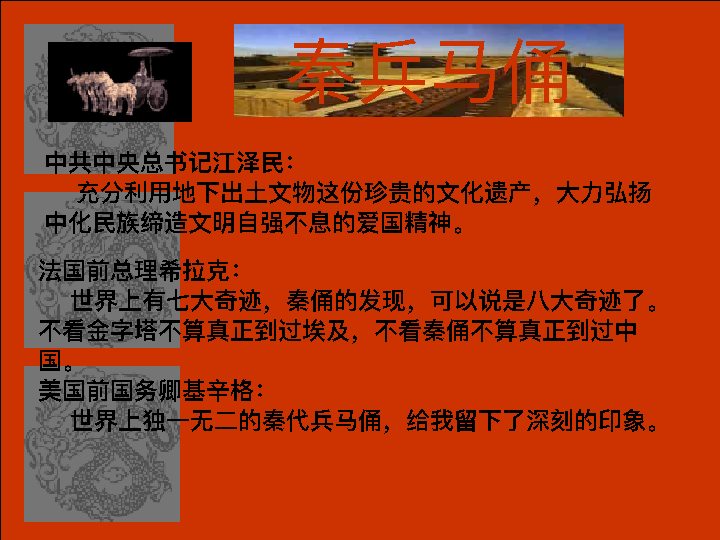 秦兵马俑
中共中央总书记江泽民：
充分利用地下出土文物这份珍贵的文化遗产，大力弘扬
中化民族缔造文明自强不息的爱国精神。
法国前总理希拉克：
世界上有七大奇迹，秦俑的发现，可以说是八大奇迹了。
不看金字塔不算真正到过埃及，不看秦俑不算真正到过中
国。
美国前国务卿基辛格：
世界上独一无二的秦代兵马俑，给我留下了深刻的印象。